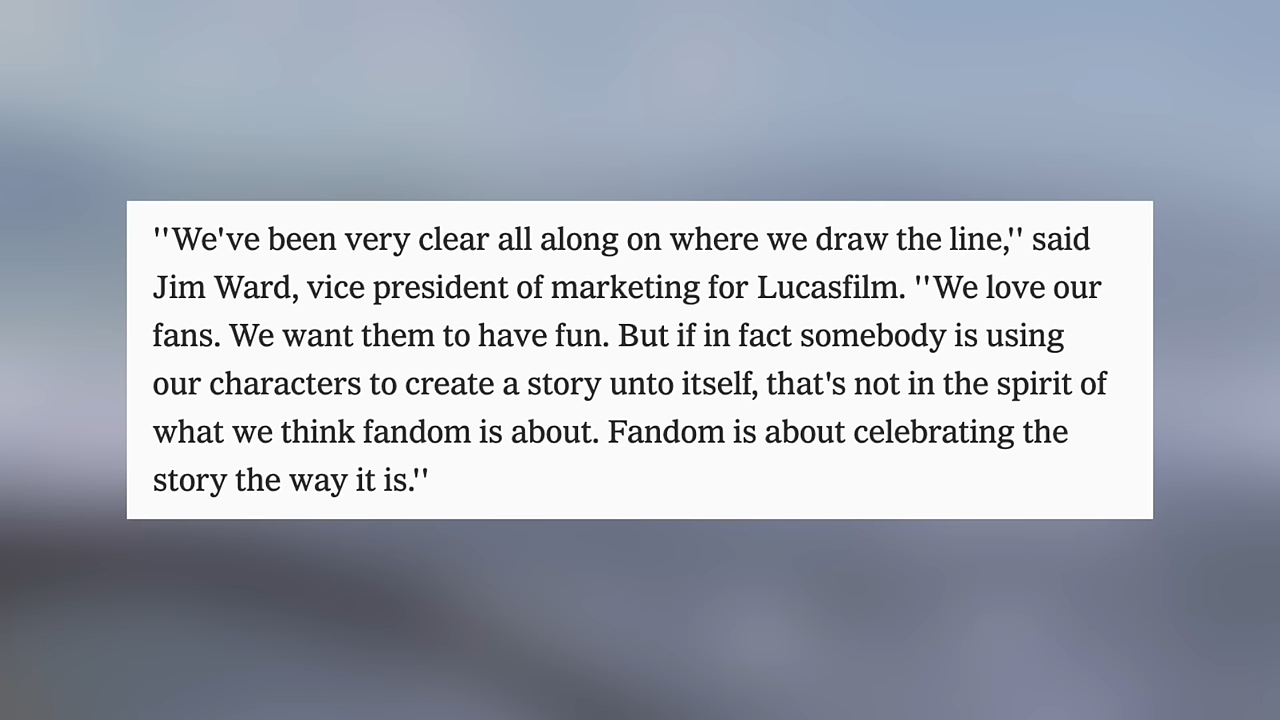 ''We've been very clear all along on where we draw the line,'' said
Jim Ward, vice president of marketing for Lucasfilm. ''We love our
fans. We want them to have fun. But if in fact somebody is using
our characters to create a story unto itself, that's not in the spirit of
what we think fandom is about. Fandom is about celebrating the
story the way it is.''